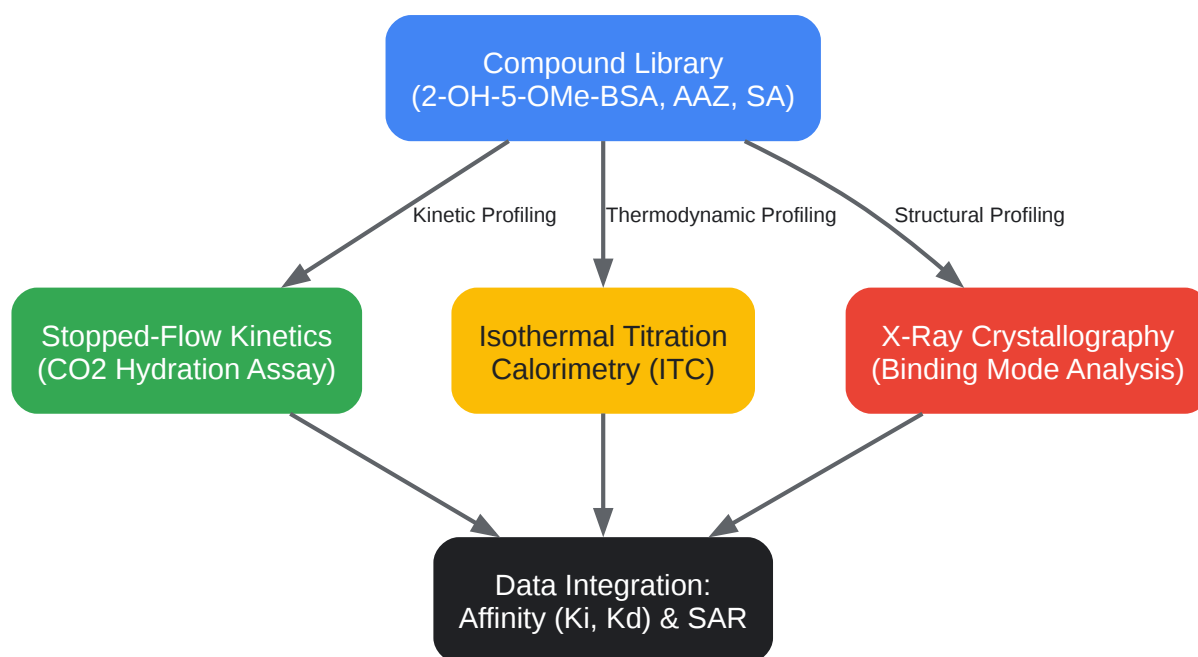 Compound Library
(2-OH-5-OMe-BSA, AAZ, SA)
Kinetic Profiling
Thermodynamic Profiling
Structural Profiling
Stopped-Flow Kinetics
(CO2 Hydration Assay)
Isothermal Titration
Calorimetry (ITC)
X-Ray Crystallography
(Binding Mode Analysis)
Data Integration:
Affinity (Ki, Kd) & SAR